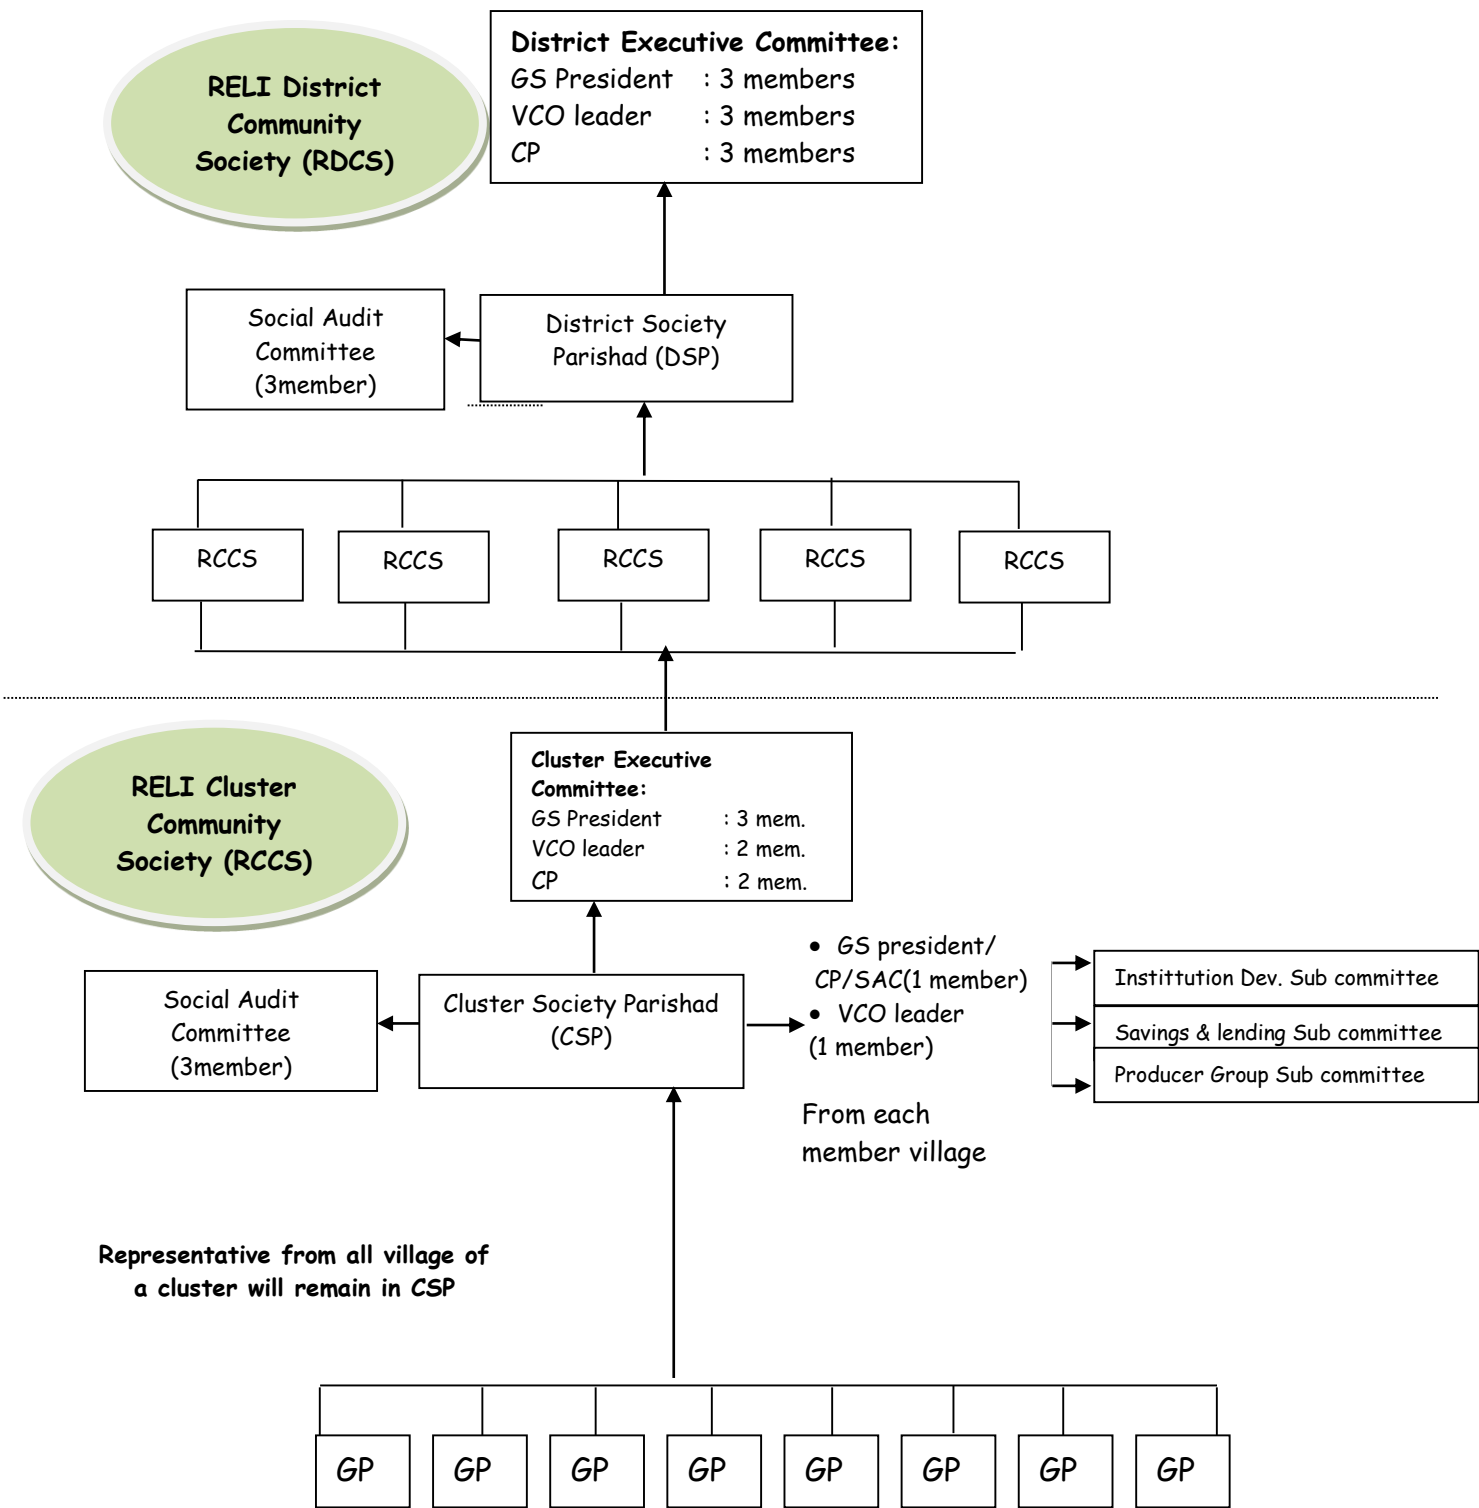 RELI District
Community
Society (RDCS)
District Executive Committee:
GS President : 3 members
VCO leader : 3 members
CP : 3 members
Social Audit
Committee
(3member)
District Society
Parishad (DSP)
RCCS
RCCS
RCCS
RCCS
RCCS
RELI Cluster
Community
Society (RCCS)
Cluster Executive
Committee:
GS President : 3 mem.
VCO leader : 2 mem.
CP : 2 mem.
Social Audit
Committee
(3member)
Cluster Society Parishad
(CSP)
• GS president/
CP/SAC(1 member)
• VCO leader
(1 member)
From each
member village
Instittution Dev. Sub committee
Savings & lending Sub committee
Producer Group Sub committee
Representative from all village of
a cluster will remain in CSP
GP
GP
GP
GP
GP
GP
GP
GP